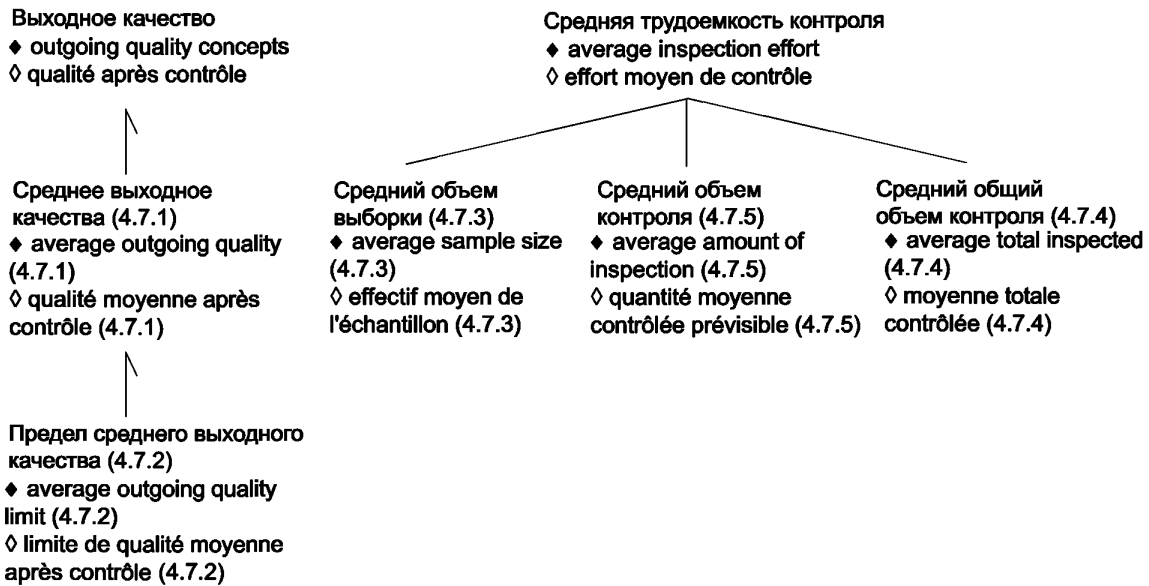 Выходное качество
♦ outgoing quality concepts
◊ qualité après contrôle
Средняя трудоемкость контроля
♦ average inspection effort
◊ effort moyen de contrôle
Среднее выходное
качества (4.7.1)
♦ average outgoing quality
(4.7.1)
◊ qualité moyenne après
contrôle (4.7.1)
Средний объем
выборки (4.7.3)
♦ average sample size
(4.7.3)
◊ effectif moyen de
l'échantillon (4.7.3)
Средний объем
контроля (4.7.5)
♦ average amount of
inspection (4.7.5)
◊ quantité moyenne
contrôlée prévisible (4.7.5)
Средний общий
объем контроля (4.7.4)
♦ average total inspected
(4.7.4)
◊ moyenne totale
contrôlée (4.7.4)
Предел среднего выходного
качества (4.7.2)
♦ average outgoing quality
limit (4.7.2)
◊ limite de qualité moyenne
après contrôle (4.7.2)